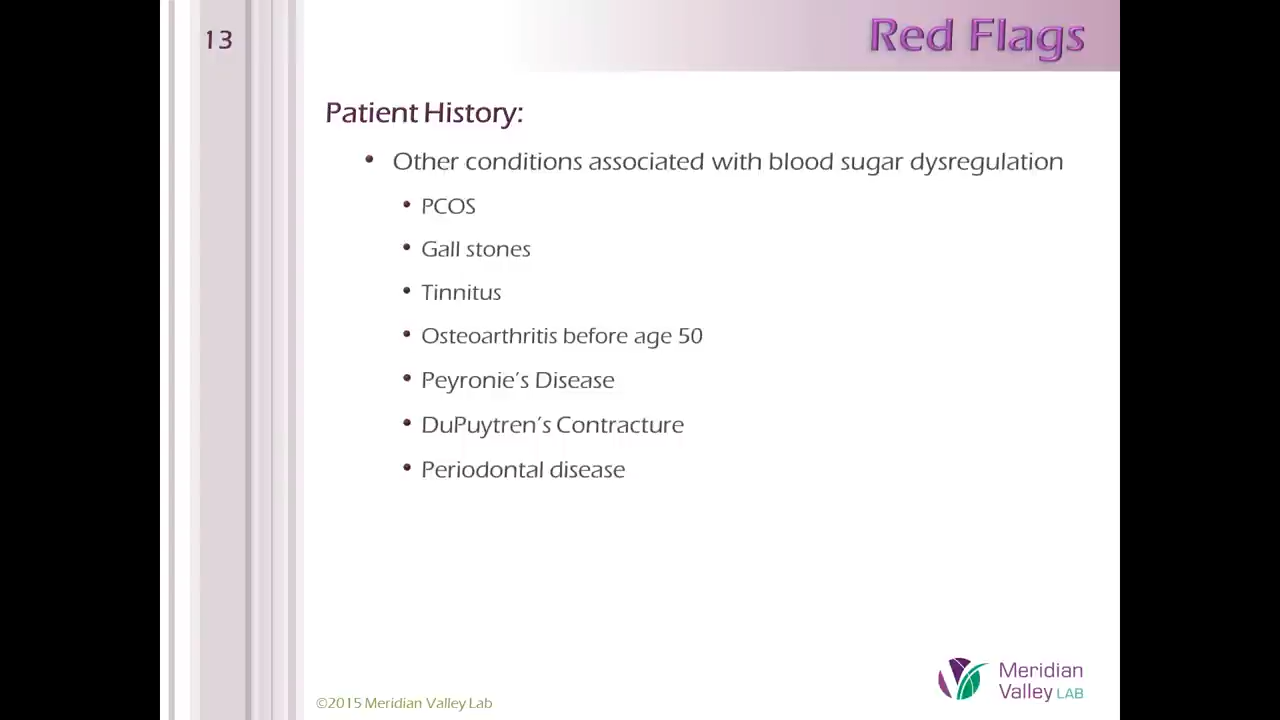 13
Red Flags
Patient History:
• Other conditions associated with blood sugar dysregulation
• PCOS
• Gall stones
• Tinnitus
• Osteoarthritis before age 50
• Peyronie's Disease
• DuPuytren's Contracture
• Periodontal disease
Meridian
Valley LAB
©2015 Meridian Valley Lab